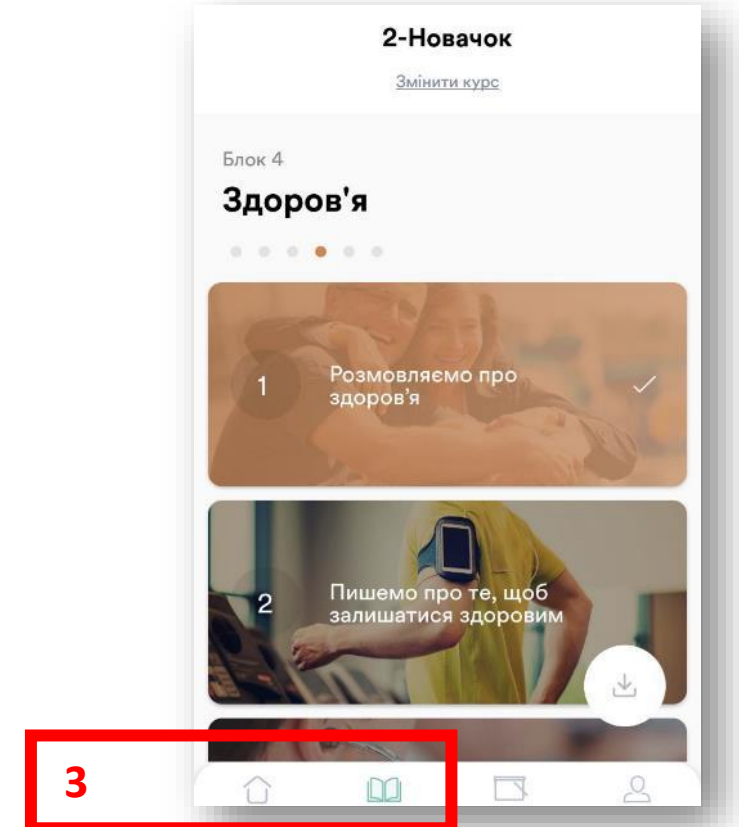 2-Новачок
Змінити курс
Блок 4
Здоров'я
1
Розмовляємо про
здоров’я
2
Пишемо про те, щоб
залишатися здоровим
3